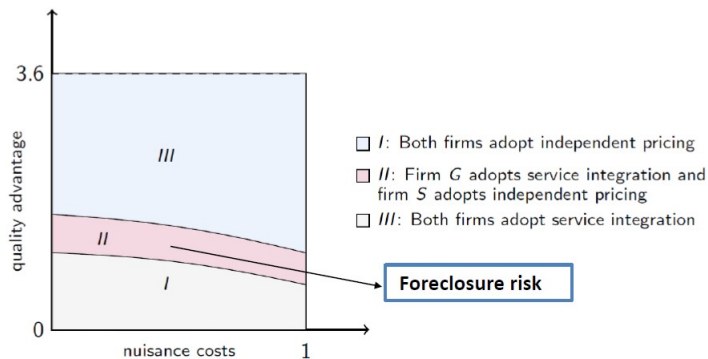 3.6
III
quality advantage
II
I
0
nuisance costs
1
I: Both firms adopt independent pricing
II: Firm G adopts service integration and
firm S adopts independent pricing
III: Both firms adopt service integration
Foreclosure risk